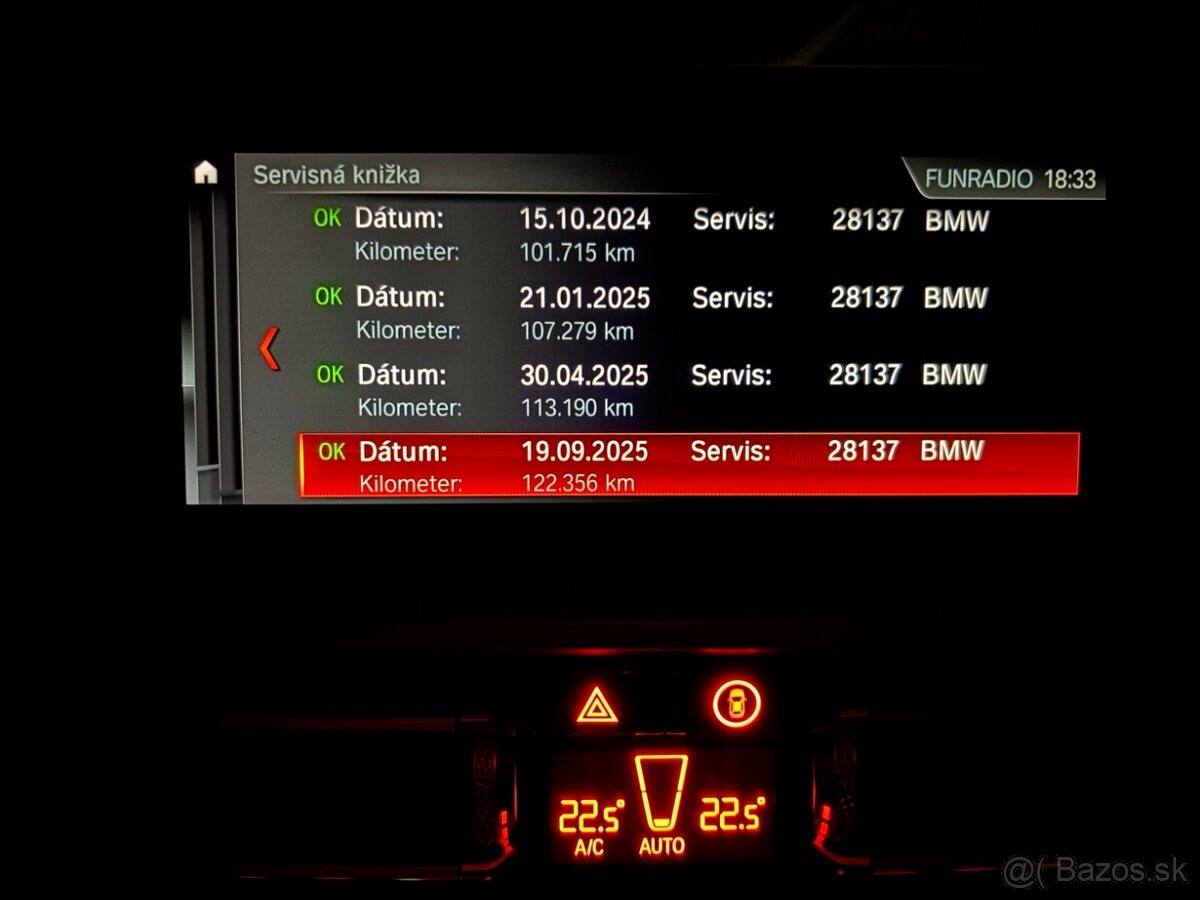 Servisná knižka FUNRADIO 18:33
OK Dátum: 15.10.2024 Servis: 28137 BMW
Kilometer: 101.715 km
OK Dátum: 21.01.2025 Servis: 28137 BMW
Kilometer: 107.279 km
OK Dátum: 30.04.2025 Servis: 28137 BMW
Kilometer: 113.190 km
OK Dátum: 19.09.2025 Servis: 28137 BMW
Kilometer: 122.356 km
22.5° 22.5°
A/C AUTO
@( Bazos.sk